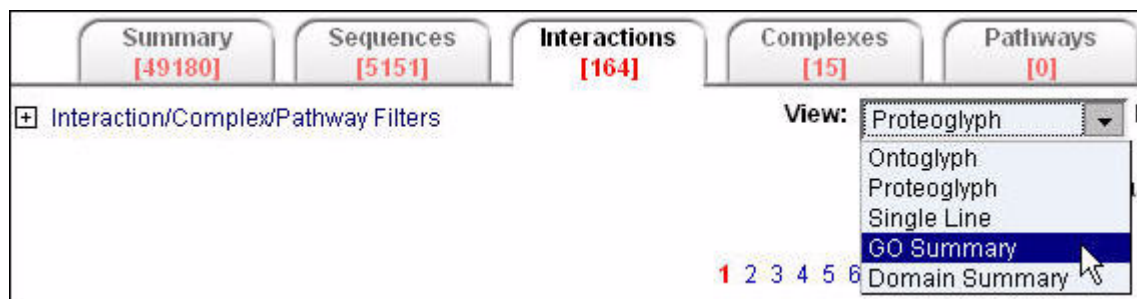 Summary Sequences Interactions Complexes Pathways
[49180] [5151] [164] [15] [0]
+ Interaction/Complex/Pathway Filters View: Proteoglyph
Ontoglyph
Proteoglyph
Single Line
GO Summary
1 2 3 4 5 6 Domain Summary